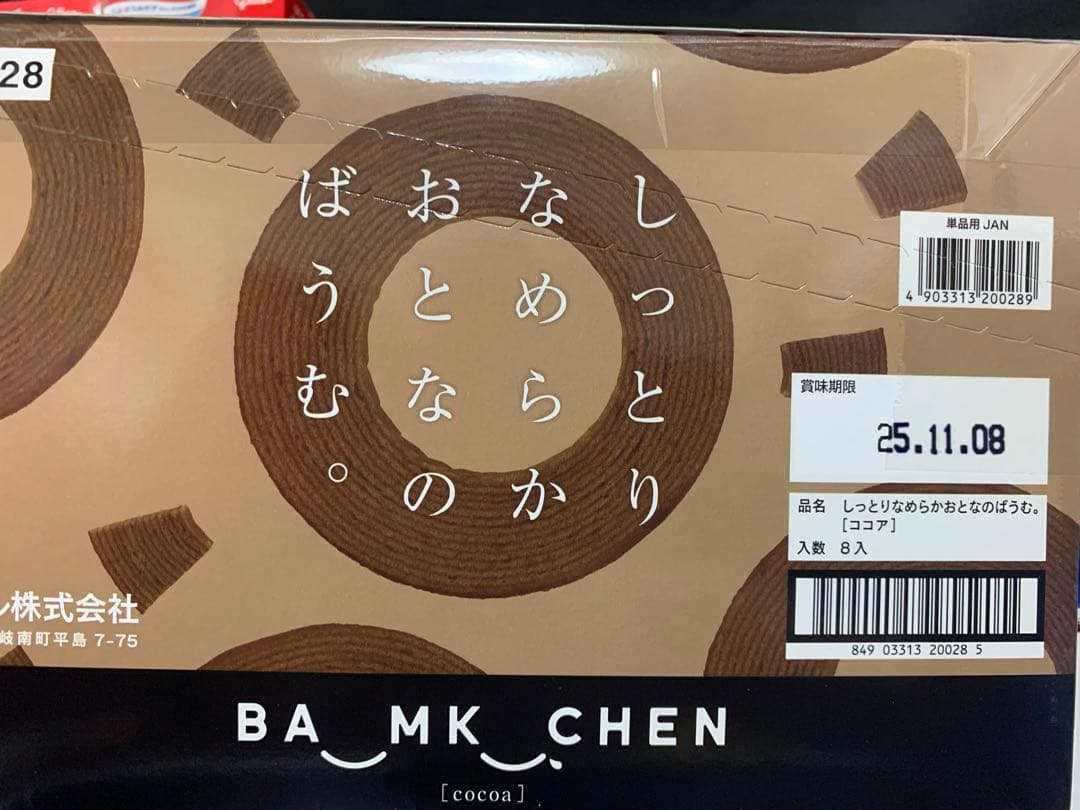 28
しっとり
なめらか
おとなの
ばうむ。
単品用 JAN
4 903313 200289
賞味期限
25.11.08
品名 しっとりなめらかおとなのばうむ。
[ココア]
入数 8入
849 03313 20028 5
ル株式会社
岐南町平島 7-75
BA MK CHEN
[cocoa]